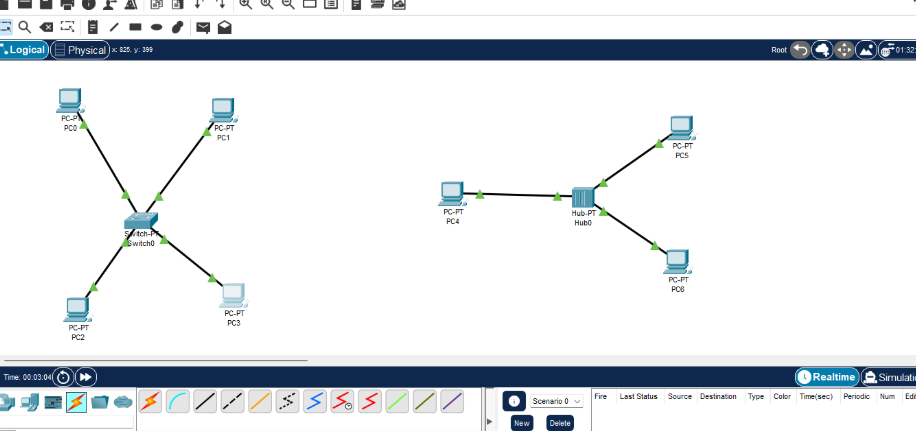 Logical Physical x: 825, y: 399 Root 01:32:
PC-PT
PC0
PC-PT
PC1
PC-PT
PC5
PC-PT
PC4
Hub-PT
Hub0
Switch-PT
Switch0
PC-PT
PC6
PC-PT
PC3
PC-PT
PC2
Time: 00:03:04 Realtime Simulati
Scenario 0 Fire Last Status Source Destination Type Color Time(sec) Periodic Num Edi
New Delete